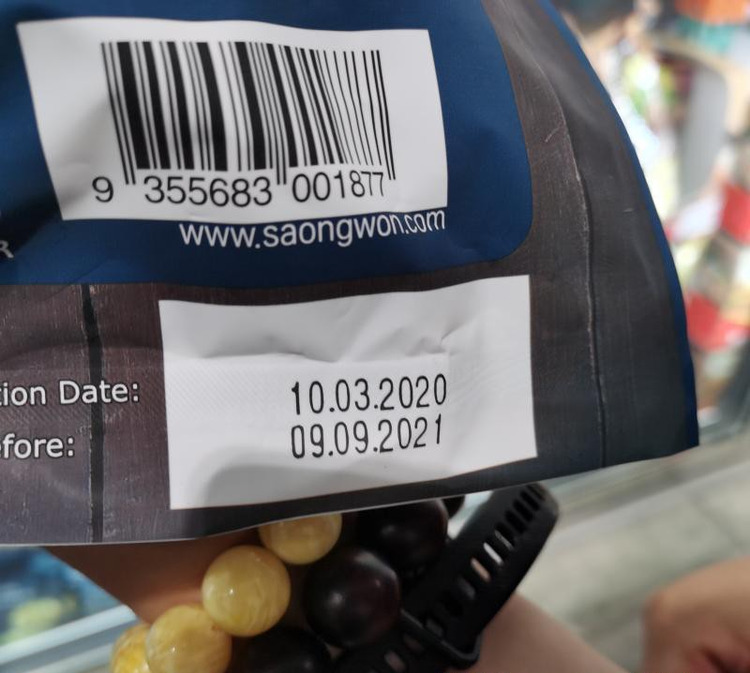 9 355683 001877
www.saongwon.com
R
tion Date: 10.03.2020
efore: 09.09.2021